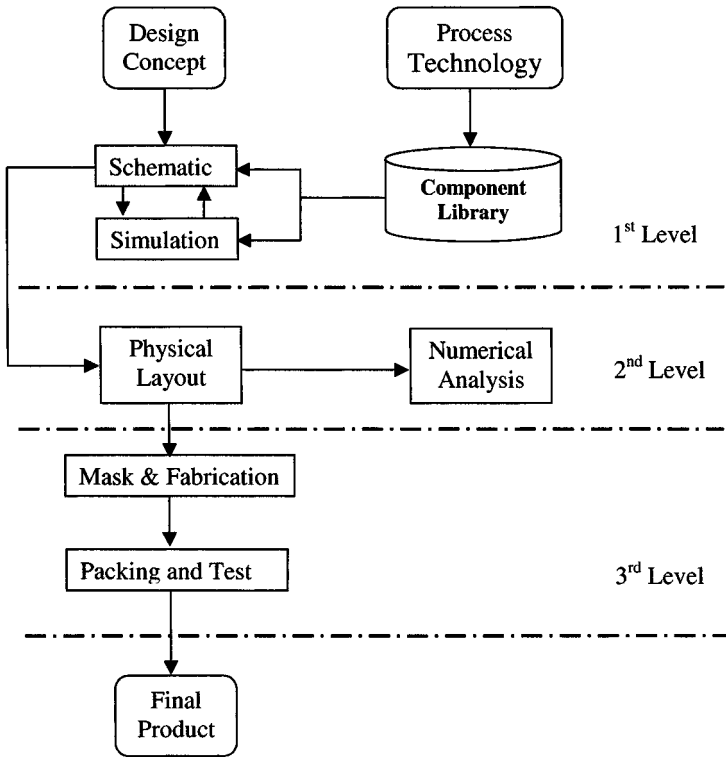 Design
Concept
Process
Technology
Schematic
Component
Library
Simulation
1st Level
Physical
Layout
Numerical
Analysis
2nd Level
Mask & Fabrication
Packing and Test
3rd Level
Final
Product